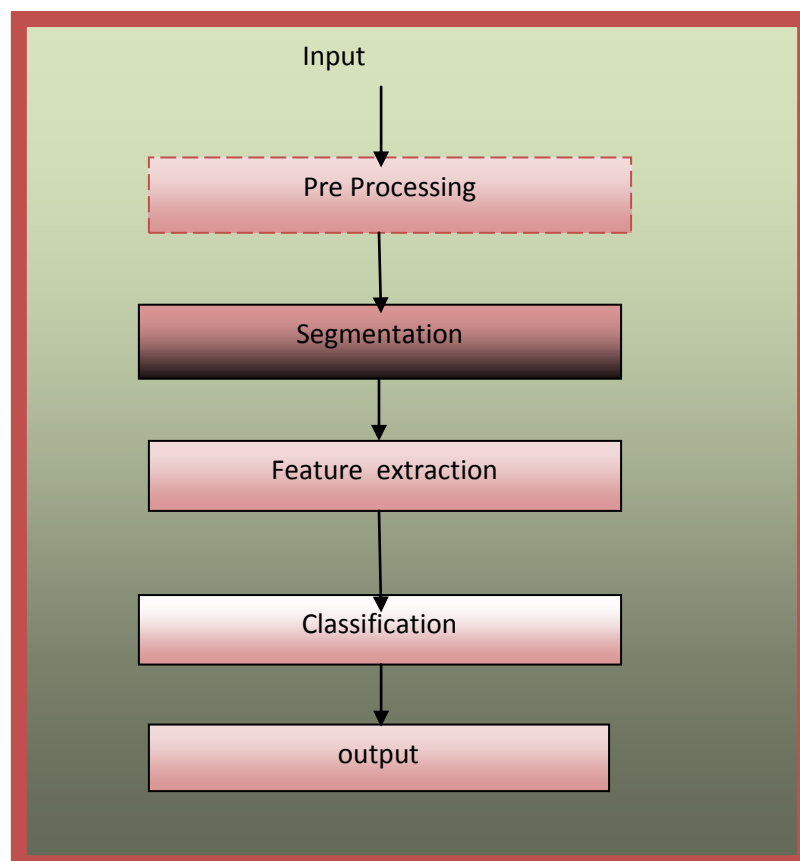 Input
Pre Processing
Segmentation
Feature  extraction
Classification
output